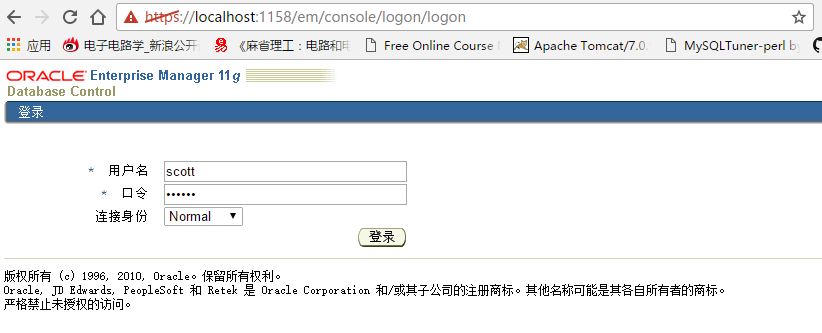 https://localhost:1158/em/console/logon/logon
应用 电子电路学_新浪公开 《麻省理工：电路和电 Free Online Course Apache Tomcat/7.0. MySQLTuner-perl by
ORACLE Enterprise Manager 11g
Database Control
登录
* 用户名 scott
* 口令 ••••••
连接身份 Normal
登录
版权所有 (c) 1996, 2010, Oracle。保留所有权利。
Oracle, JD Edwards, PeopleSoft 和 Retek 是 Oracle Corporation 和/或其子公司的注册商标。其他名称可能是其各自所有者的商标。
严格禁止未授权的访问。